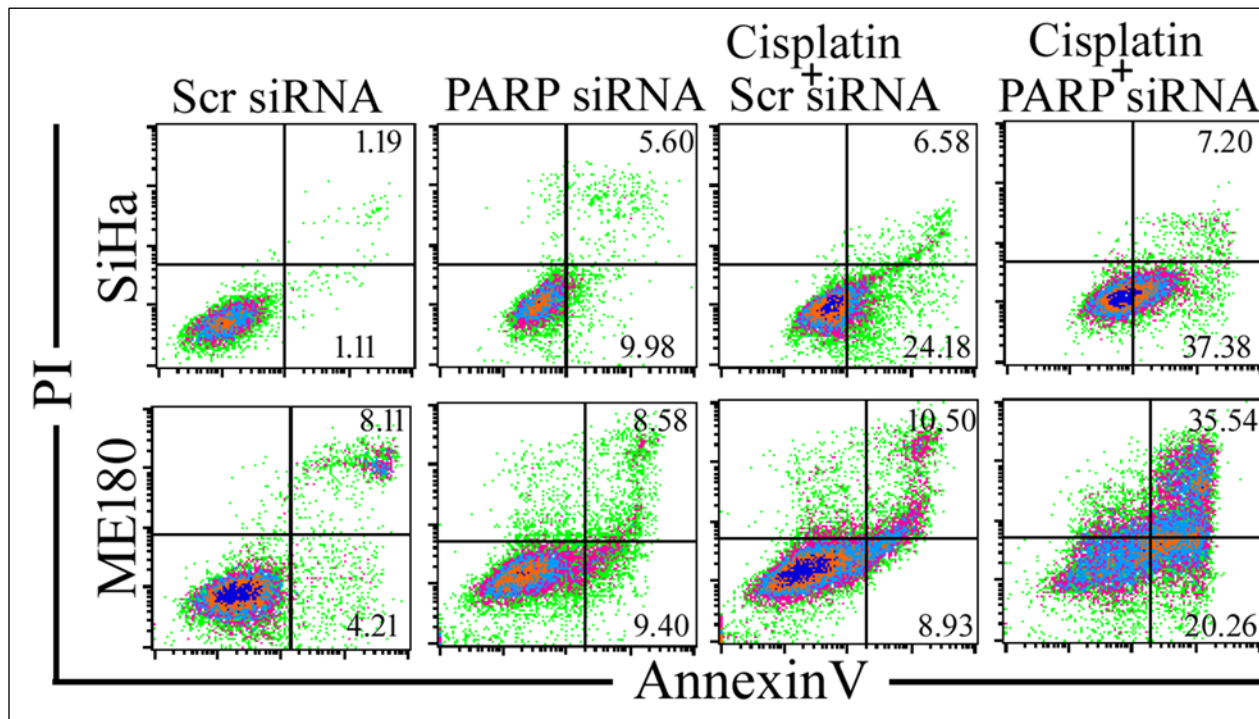 Cisplatin
+
Scr siRNA
Cisplatin
+
PARP siRNA
Scr siRNA
PARP siRNA
PI
SiHa
1.19
5.60
6.58
7.20
1.11
9.98
24.18
37.38
ME180
8.11
8.58
10.50
35.54
4.21
9.40
8.93
20.26
AnnexinV